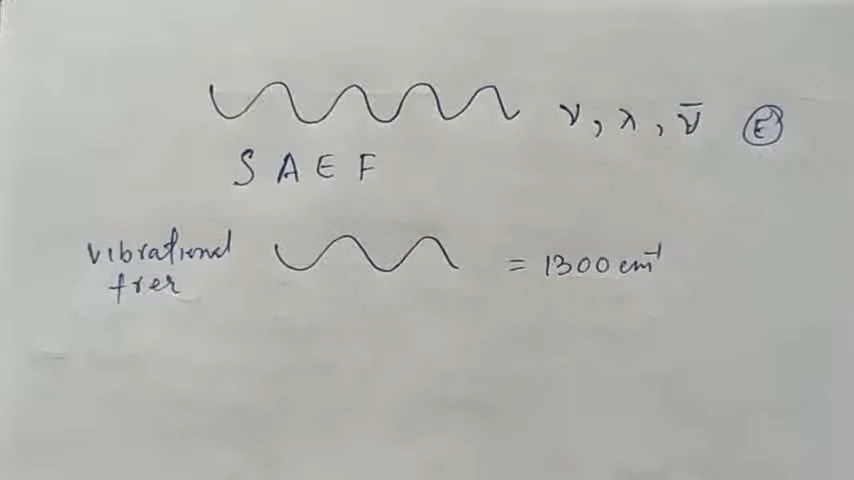 ν, λ, ν̄ E
S A E F
vibrational
frer
= 1300 cm⁻¹